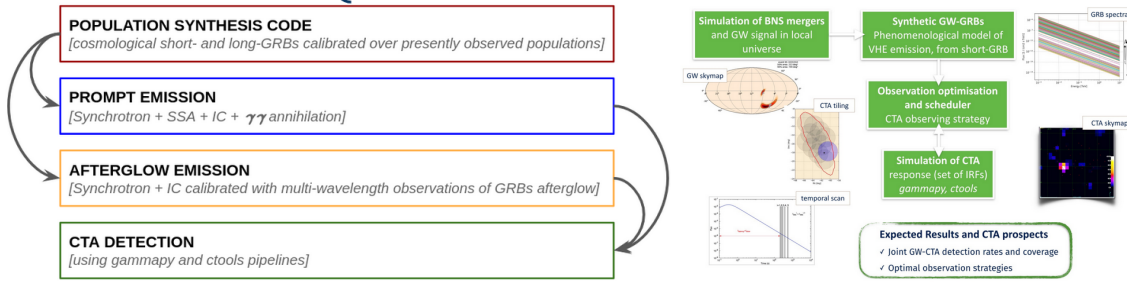 POPULATION SYNTHESIS CODE
[cosmological short- and long-GRBs calibrated over presently observed populations]
PROMPT EMISSION
[Synchrotron + SSA + IC + γγ annihilation]
AFTERGLOW EMISSION
[Synchrotron + IC calibrated with multi-wavelength observations of GRBs afterglow]
CTA DETECTION
[using gammapy and ctools pipelines]
Simulation of BNS mergers
and GW signal in local
universe
Synthetic GW-GRBs
Phenomenological model of
VHE emission, from short-GRB
GRB spectra
GW skymap
CTA tiling
Observation optimisation
and scheduler
CTA observing strategy
CTA skymap
Simulation of CTA
response (set of IRFs)
gammapy, ctools
temporal scan
Expected Results and CTA prospects
✓ Joint GW-CTA detection rates and coverage
✓ Optimal observation strategies